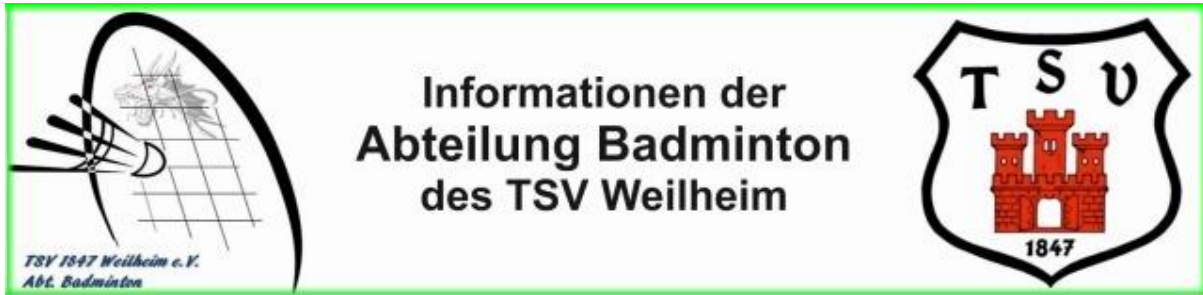 Informationen der
Abteilung Badminton
des TSV Weilheim
TSV 1847 Weilheim e.V.
Abt. Badminton
T S V
1847